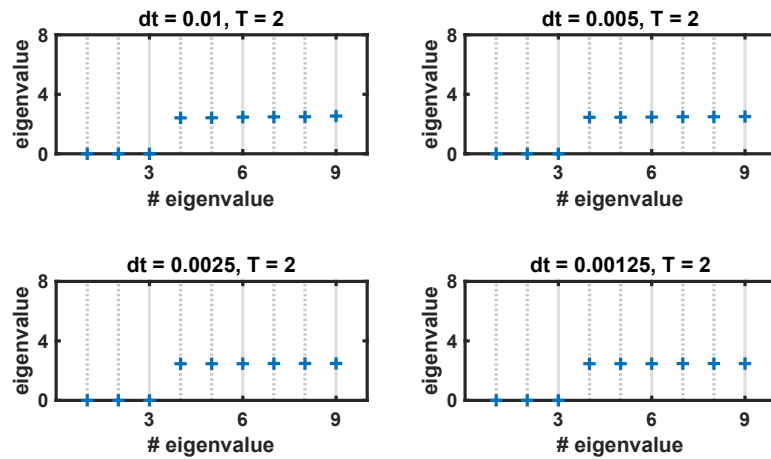 dt = 0.01, T = 2
8
4
0
eigenvalue
3 6 9
# eigenvalue
dt = 0.005, T = 2
8
4
0
eigenvalue
3 6 9
# eigenvalue
dt = 0.0025, T = 2
8
4
0
eigenvalue
3 6 9
# eigenvalue
dt = 0.00125, T = 2
8
4
0
eigenvalue
3 6 9
# eigenvalue